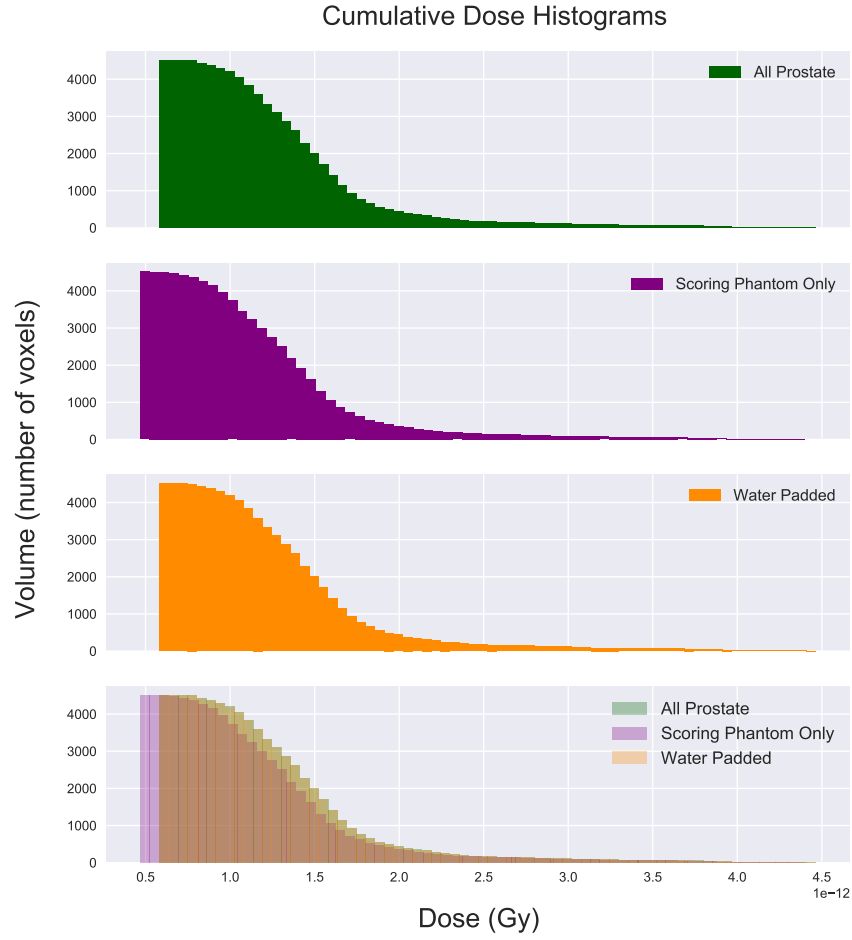 Cumulative Dose Histograms
All Prostate
4000
3000
2000
1000
0
Scoring Phantom Only
4000
3000
2000
1000
0
Water Padded
4000
3000
2000
1000
0
All Prostate
Scoring Phantom Only
Water Padded
4000
3000
2000
1000
0
Volume (number of voxels)
0.5 1.0 1.5 2.0 2.5 3.0 3.5 4.0 4.5
1e−12
Dose (Gy)